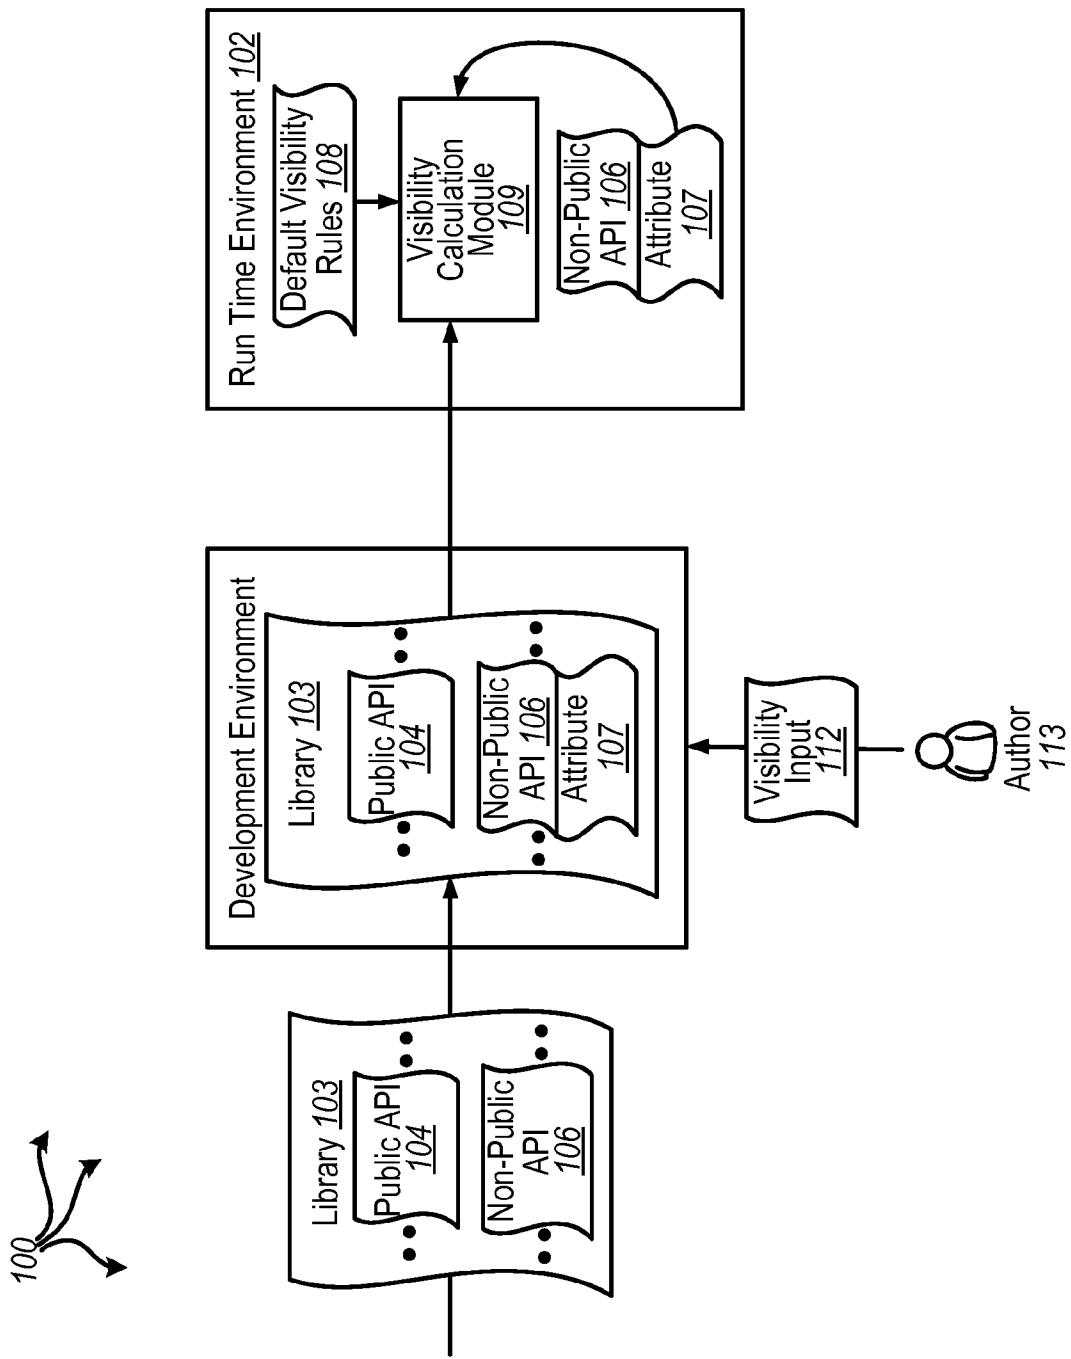 100
Library 103
Public API
104
Non-Public
API
106
Development Environment
Library 103
Public API
104
Non-Public
API 106
Attribute
107
Visibility
Input
112
Author
113
Run Time Environment 102
Default Visibility
Rules 108
Visibility
Calculation
Module
109
Non-Public
API 106
Attribute
107